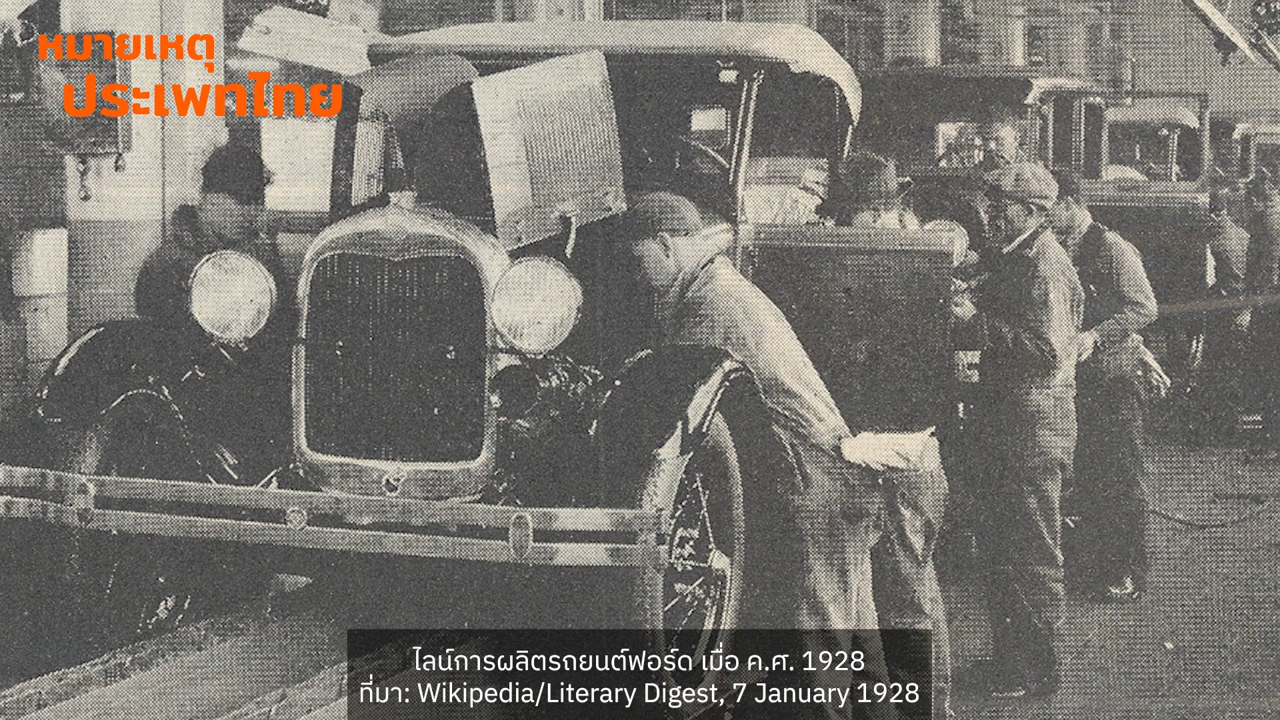 หมายเหตุ
ประเพทไทย
ไลน์การผลิตรถยนต์ฟอร์ด เมื่อ ค.ศ. 1928
ที่มา: Wikipedia/Literary Digest, 7 January 1928